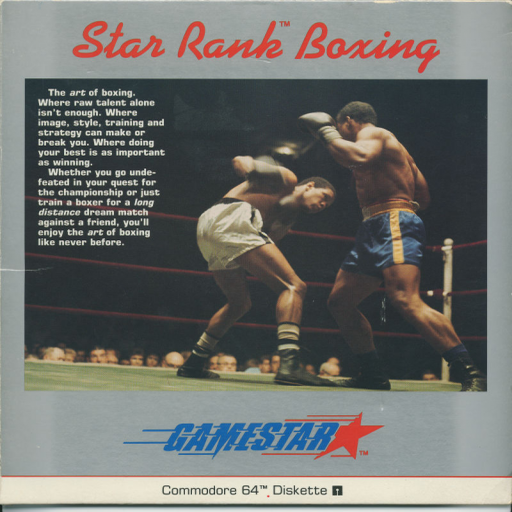 Star Rank™ Boxing
The art of boxing.
Where raw talent alone
isn't enough. Where
image, style, training and
strategy can make or
break you. Where doing
your best is as important
as winning.
Whether you go unde-
feated in your quest for
the championship or just
train a boxer for a long
distance dream match
against a friend, you'll
enjoy the art of boxing
like never before.
GAMESTAR™
Commodore 64™ Diskette 1